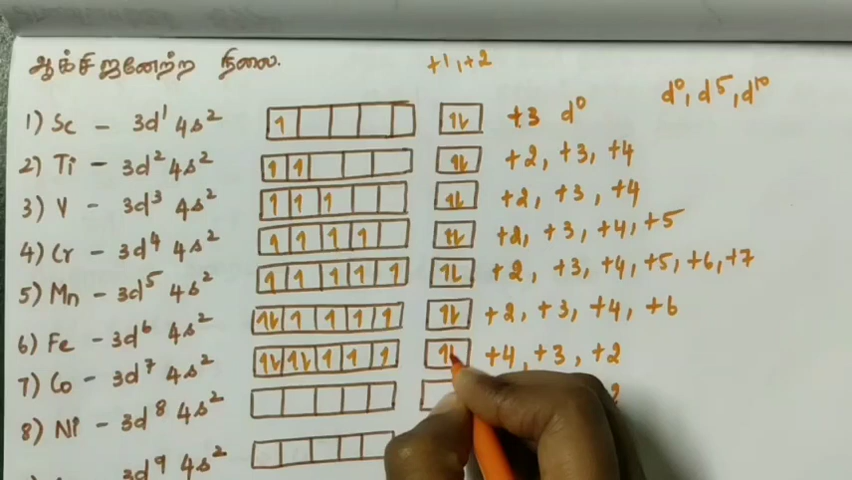 ஆக்சிஜனேற்ற நிலை. +1, +2
d⁰, d⁵, d¹⁰
1) Sc - 3d¹ 4s² 1 1L +3 d⁰
2) Ti - 3d² 4s² 1 1 1L +2, +3, +4
3) V - 3d³ 4s² 1 1 1 1L +2, +3, +4
4) Cr - 3d⁴ 4s² 1 1 1 1 1L +2, +3, +4, +5
5) Mn - 3d⁵ 4s² 1 1 1 1 1 1L +2, +3, +4, +5, +6, +7
6) Fe - 3d⁶ 4s² 1L 1 1 1 1 1L +2, +3, +4, +6
7) Co - 3d⁷ 4s² 1L 1L 1 1 1 1L +4, +3, +2
8) Ni - 3d⁸ 4s² 2
3d⁹ 4s²